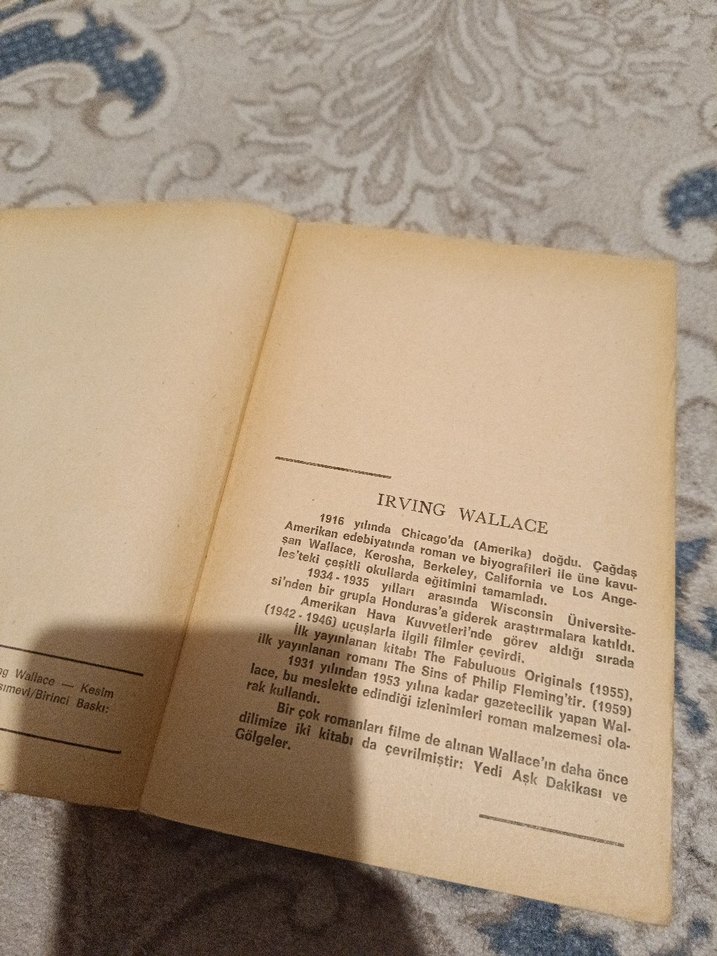 ng Wallace — Kesim
sımevi/Birinci Baskı:
IRVING WALLACE
1916 yılında Chicago'da (Amerika) doğdu. Çağdaş
Amerikan edebiyatında roman ve biyografileri ile üne kavu-
şan Wallace, Kerosha, Berkeley, California ve Los Ange-
les'teki çeşitli okullarda eğitimini tamamladı.
1934 - 1935 yılları arasında Wisconsin Üniversite-
si'nden bir grupla Honduras'a giderek araştırmalara katıldı.
Amerikan Hava Kuvvetleri'nde görev aldığı sırada
(1942 - 1946) uçuşlarla ilgili filmler çevirdi.
İlk yayınlanan kitabı The Fabuluous Originals (1955),
ilk yayınlanan romanı The Sins of Philip Fleming'tir. (1959)
1931 yılından 1953 yılına kadar gazetecilik yapan Wal-
lace, bu meslekte edindiği izlenimleri roman malzemesi ola-
rak kullandı.
Bir çok romanları filme de alınan Wallace'ın daha önce
dilimize iki kitabı da çevrilmiştir: Yedi Aşk Dakikası ve
Gölgeler.